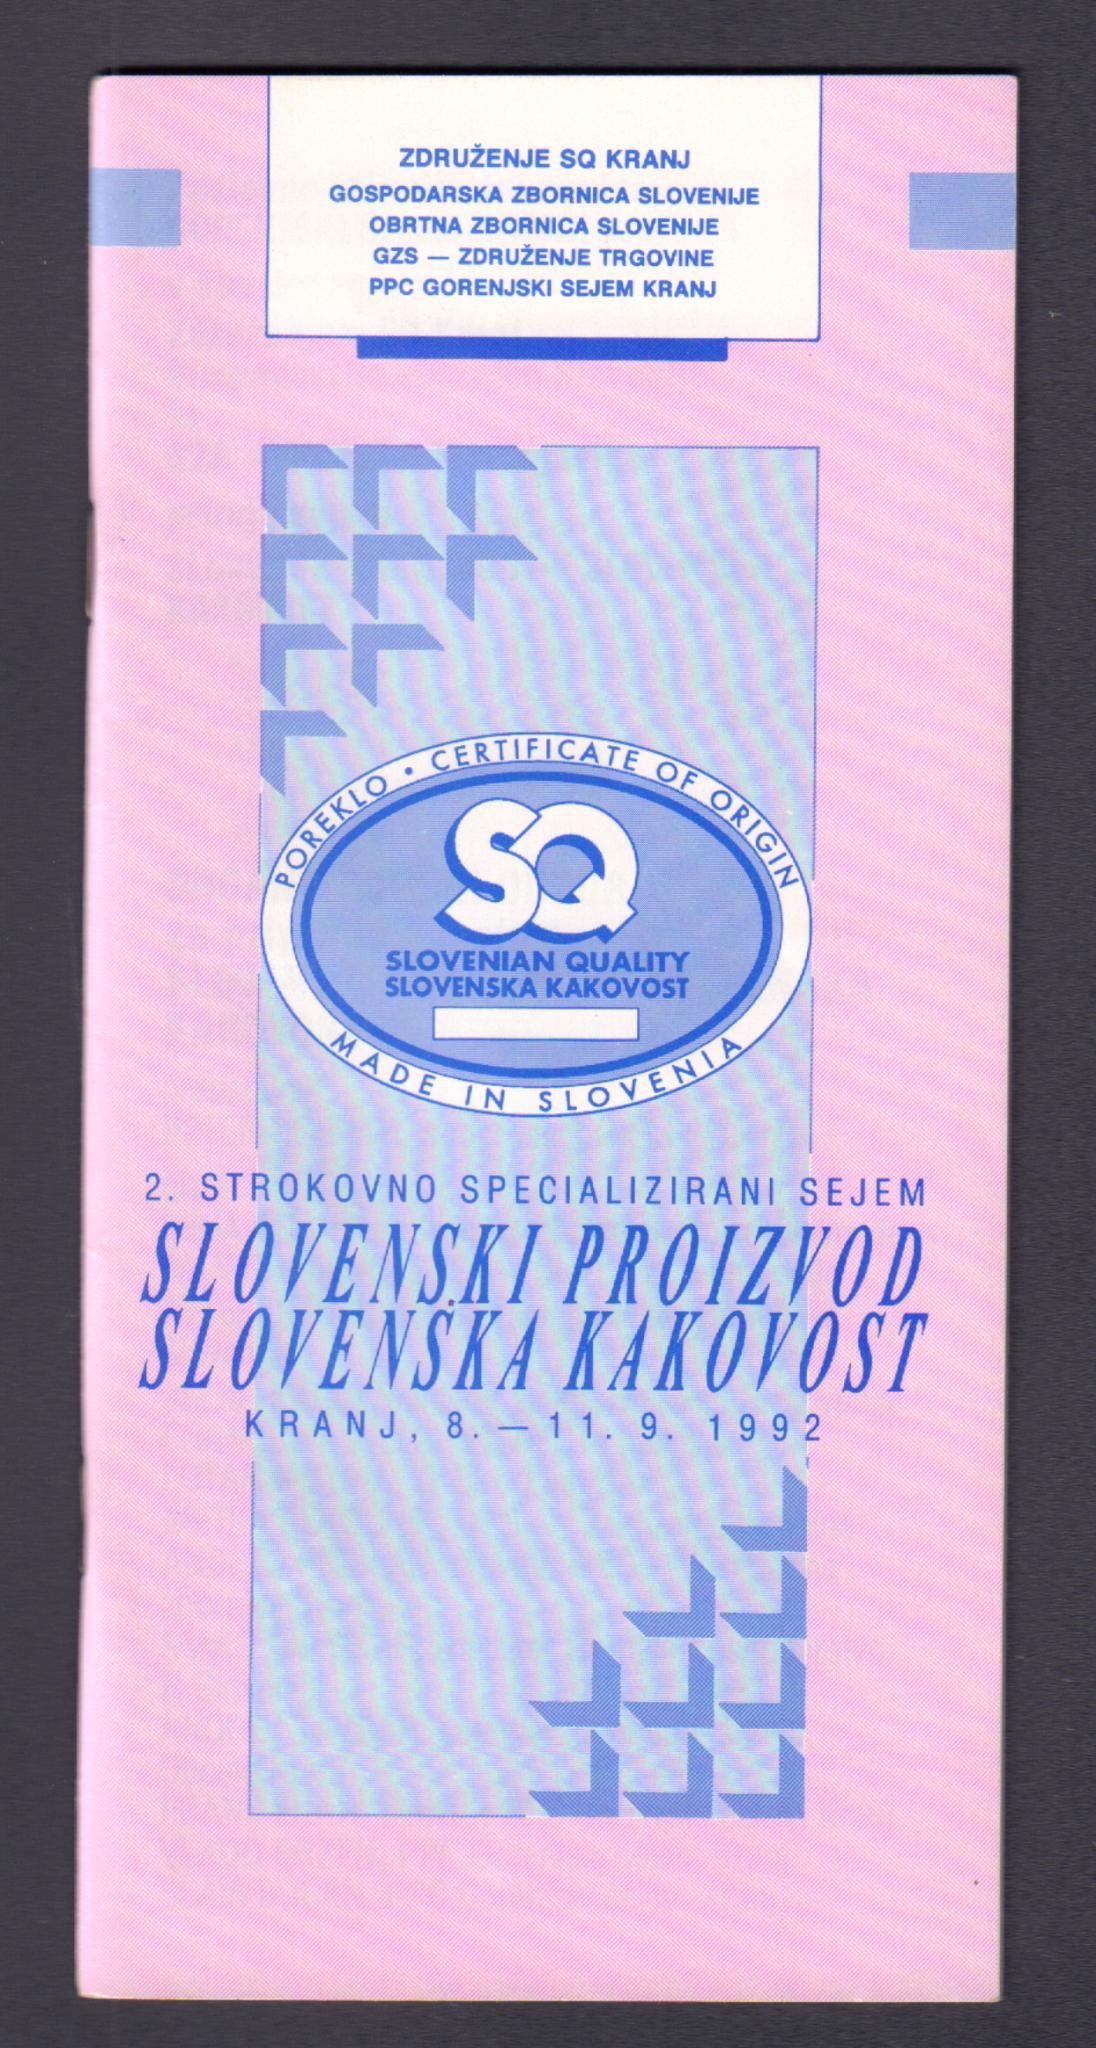 ZDRUŽENJE SQ KRANJ
GOSPODARSKA ZBORNICA SLOVENIJE
OBRTNA ZBORNICA SLOVENIJE
GZS — ZDRUŽENJE TRGOVINE
PPC GORENJSKI SEJEM KRANJ
POREKLO • CERTIFICATE OF ORIGIN
SQ
SLOVENIAN QUALITY
SLOVENSKA KAKOVOST
MADE IN SLOVENIA
2. STROKOVNO SPECIALIZIRANI SEJEM
SLOVENSKI PROIZVOD
SLOVENSKA KAKOVOST
KRANJ, 8. — 11. 9. 1992